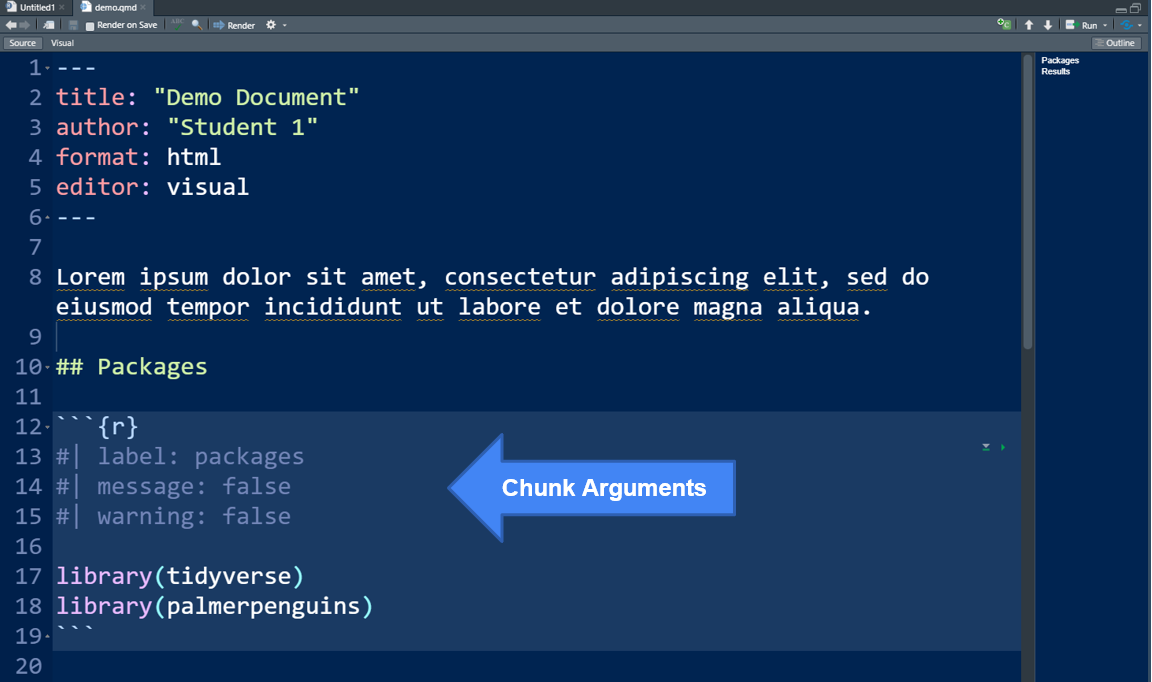 Untitled1 demo.qmd
Render on Save ABC Render Run
Source Visual Outline
Packages
Results
1 ---
2 title: "Demo Document"
3 author: "Student 1"
4 format: html
5 editor: visual
6 ---
7
8 Lorem ipsum dolor sit amet, consectetur adipiscing elit, sed do
eiusmod tempor incididunt ut labore et dolore magna aliqua.
9
10 ## Packages
11
12 ```{r}
13 #| label: packages
14 #| message: false
15 #| warning: false
Chunk Arguments
16
17 library(tidyverse)
18 library(palmerpenguins)
19 ```
20